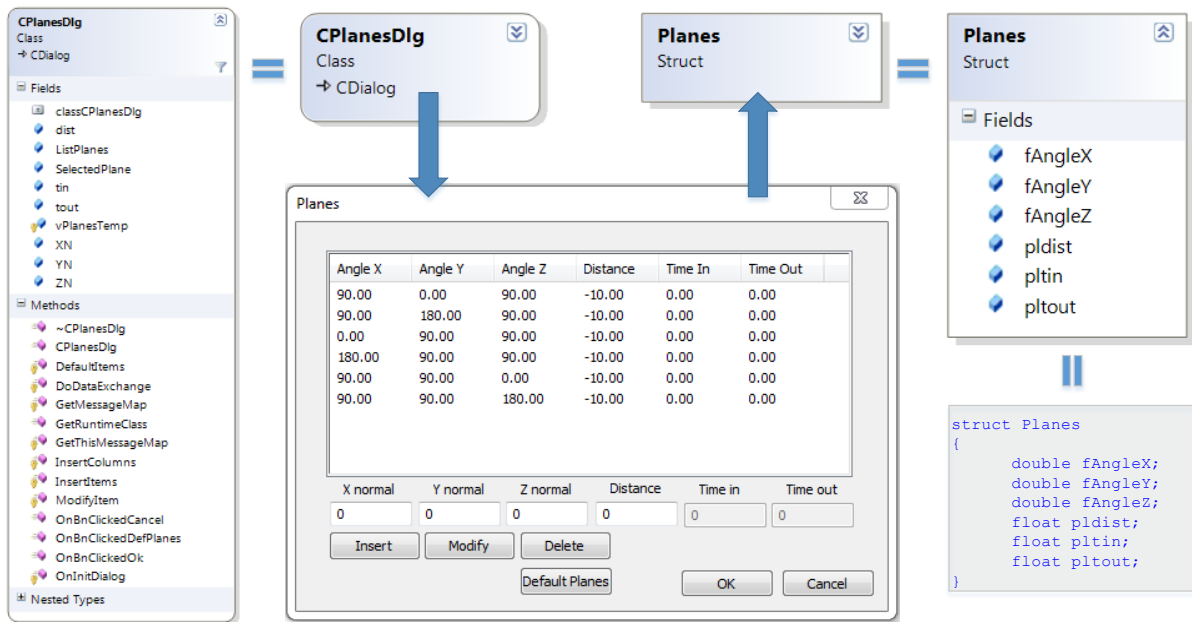 CPlanesDlg
Class
CDialog
Fields
classCPlanesDlg
dist
ListPlanes
SelectedPlane
tin
tout
vPlanesTemp
XN
YN
ZN
Methods
~CPlanesDlg
CPlanesDlg
DefaultItems
DoDataExchange
GetMessageMap
GetRuntimeClass
GetThisMessageMap
InsertColumns
InsertItems
ModifyItem
OnBnClickedCancel
OnBnClickedDefPlanes
OnBnClickedOk
OnInitDialog
Nested Types
CPlanesDlg
Class
CDialog
Planes
Struct
Planes
Struct
Fields
fAngleX
fAngleY
fAngleZ
pldist
pltin
pltout
Planes
Angle X Angle Y Angle Z Distance Time In Time Out
90.00 0.00 90.00 -10.00 0.00 0.00
90.00 180.00 90.00 -10.00 0.00 0.00
0.00 90.00 90.00 -10.00 0.00 0.00
180.00 90.00 90.00 -10.00 0.00 0.00
90.00 90.00 0.00 -10.00 0.00 0.00
90.00 90.00 180.00 -10.00 0.00 0.00
X normal Y normal Z normal Distance Time in Time out
0 0 0 0 0 0
Insert Modify Delete
Default Planes OK Cancel
struct Planes
{
double fAngleX;
double fAngleY;
double fAngleZ;
float pldist;
float pltin;
float pltout;
}